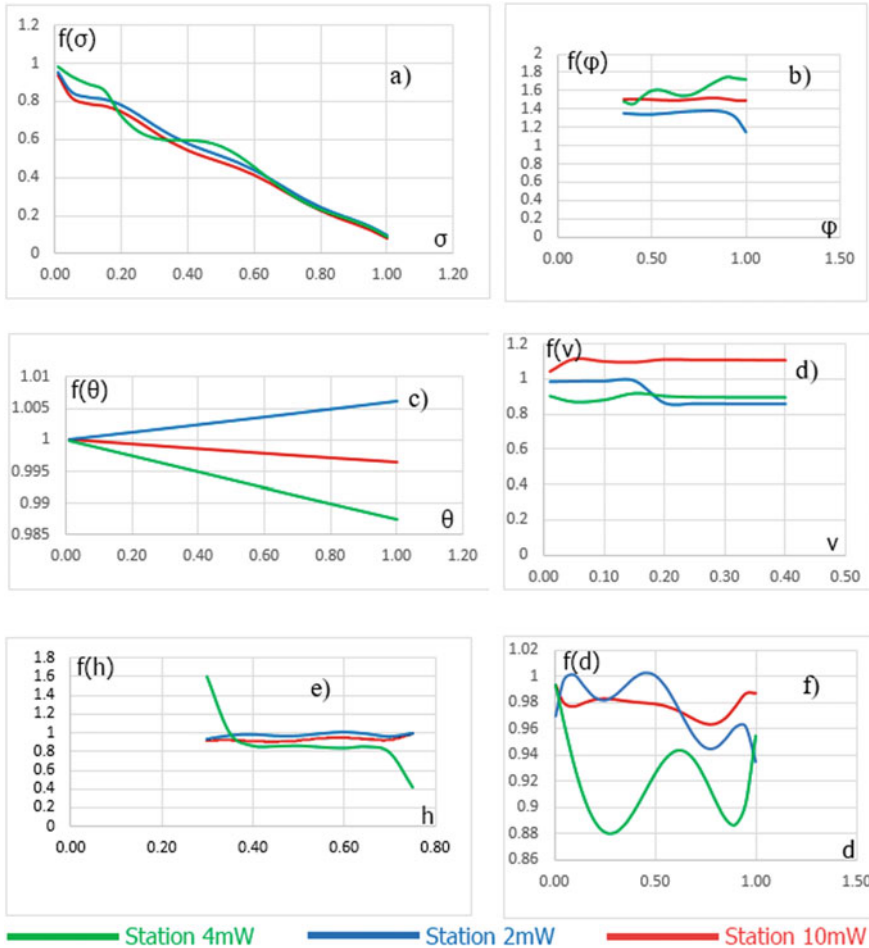 f(σ)
a)
1.2
1
0.8
0.6
0.4
0.2
0
0.00 0.20 0.40 0.60 0.80 1.00 1.20
σ
f(φ)
b)
2
1.8
1.6
1.4
1.2
1
0.8
0.6
0.4
0.2
0
0.00 0.50 1.00 1.50
φ
f(θ)
c)
1.01
1.005
1
0.995
0.99
0.985
0.00 0.20 0.40 0.60 0.80 1.00 1.20
θ
f(v)
d)
1.2
1
0.8
0.6
0.4
0.2
0
0.00 0.10 0.20 0.30 0.40 0.50
v
f(h)
e)
1.8
1.6
1.4
1.2
1
0.8
0.6
0.4
0.2
0
0.00 0.20 0.40 0.60 0.80
h
f(d)
f)
1.02
1
0.98
0.96
0.94
0.92
0.9
0.88
0.86
0.00 0.50 1.00 1.50
d
Station 4mW Station 2mW Station 10mW